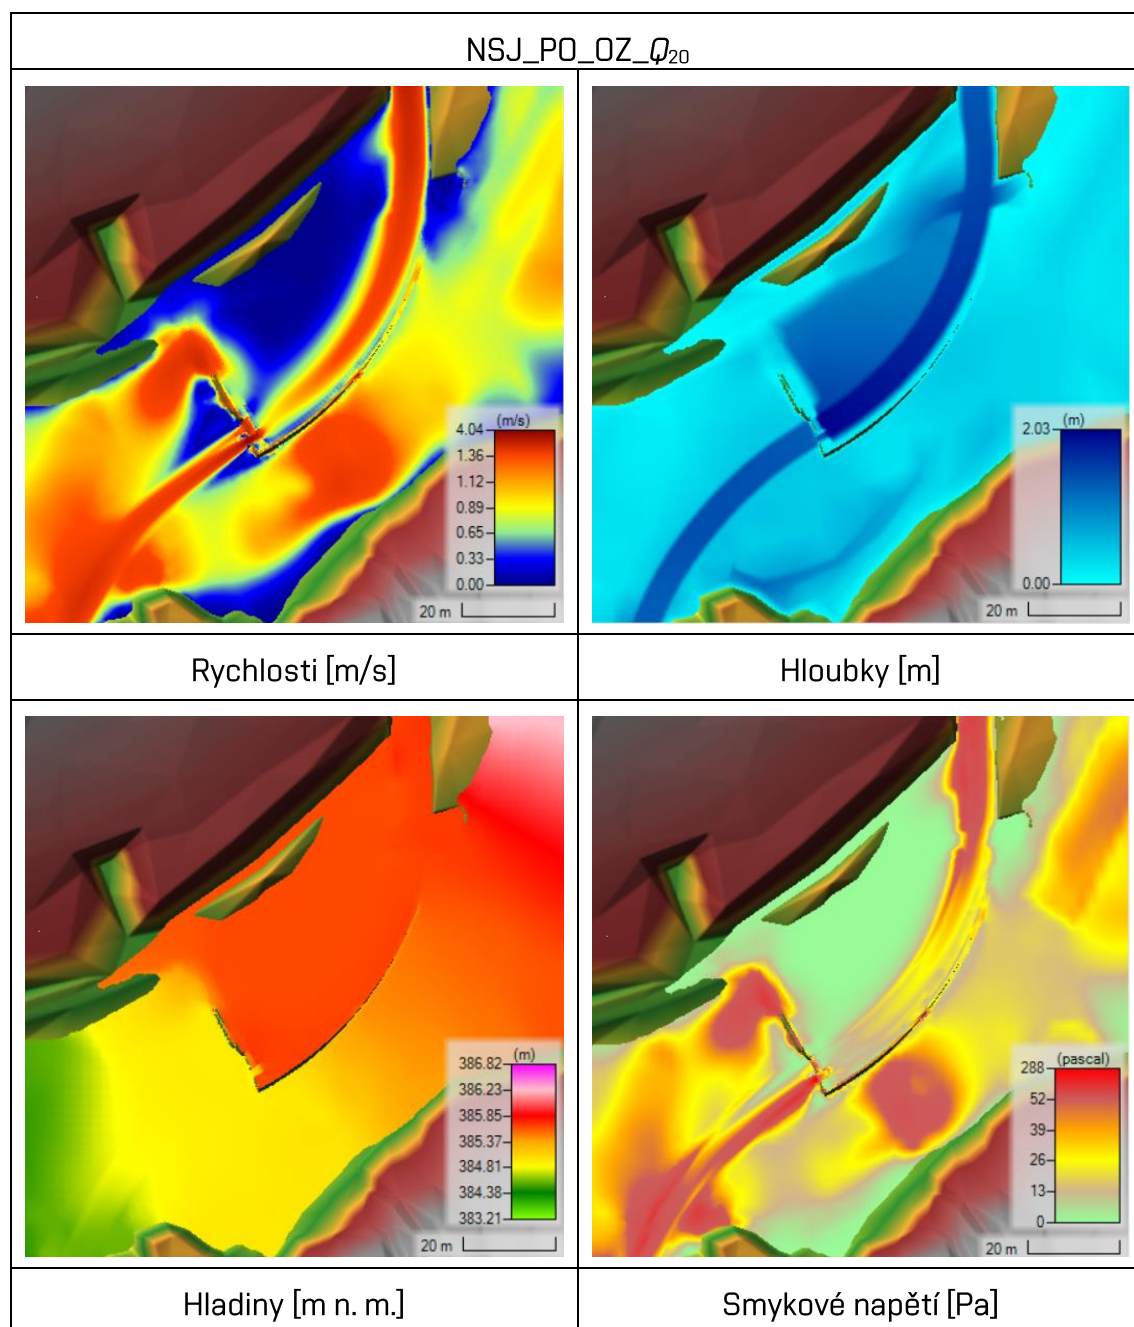 NSJ_PO_OZ_Q20
(m/s)
4.04
1.36
1.12
0.89
0.65
0.33
0.00
20 m
(m)
2.03
0.00
20 m
Rychlosti [m/s]
Hloubky [m]
(m)
386.82
386.23
385.85
385.37
384.81
384.38
383.21
20 m
(pascal)
288
52
39
26
13
0
20 m
Hladiny [m n. m.]
Smykové napětí [Pa]